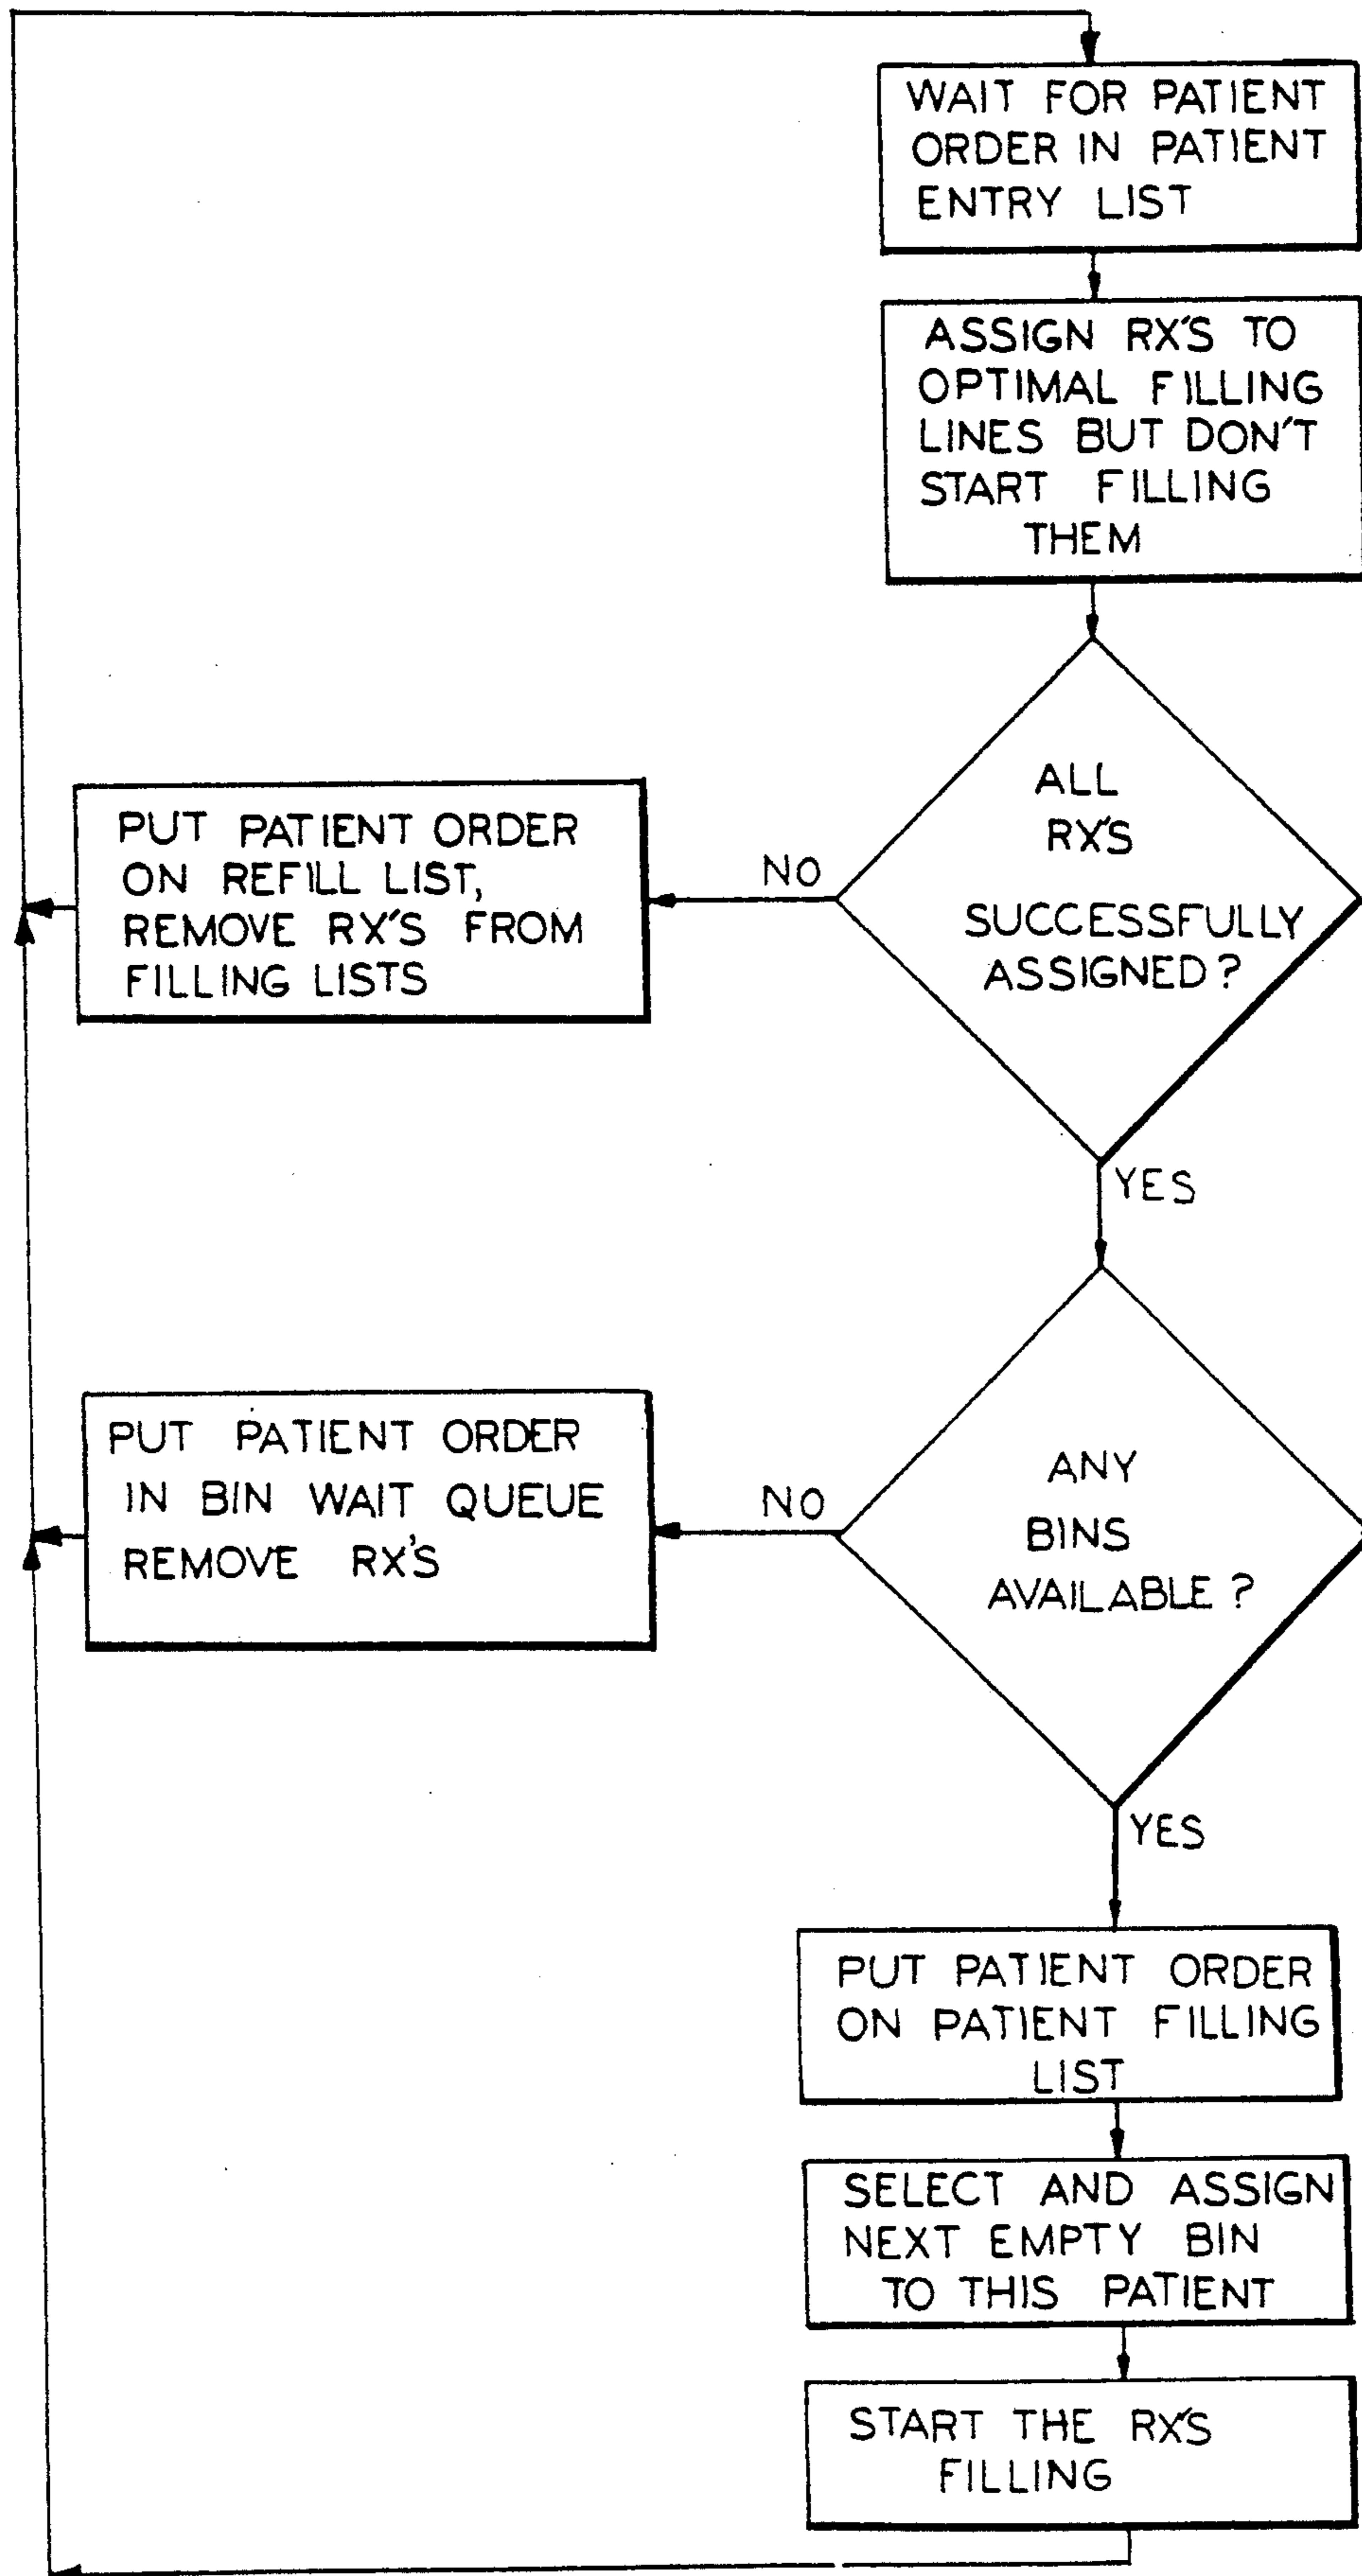 WAIT FOR PATIENT
ORDER IN PATIENT
ENTRY LIST
ASSIGN RX'S TO
OPTIMAL FILLING
LINES BUT DON'T
START FILLING
THEM
ALL
RX'S
SUCCESSFULLY
ASSIGNED?
NO
PUT PATIENT ORDER
ON REFILL LIST,
REMOVE RX'S FROM
FILLING LISTS
YES
ANY
BINS
AVAILABLE?
NO
PUT PATIENT ORDER
IN BIN WAIT QUEUE
REMOVE RX'S
YES
PUT PATIENT ORDER
ON PATIENT FILLING
LIST
SELECT AND ASSIGN
NEXT EMPTY BIN
TO THIS PATIENT
START THE RX'S
FILLING